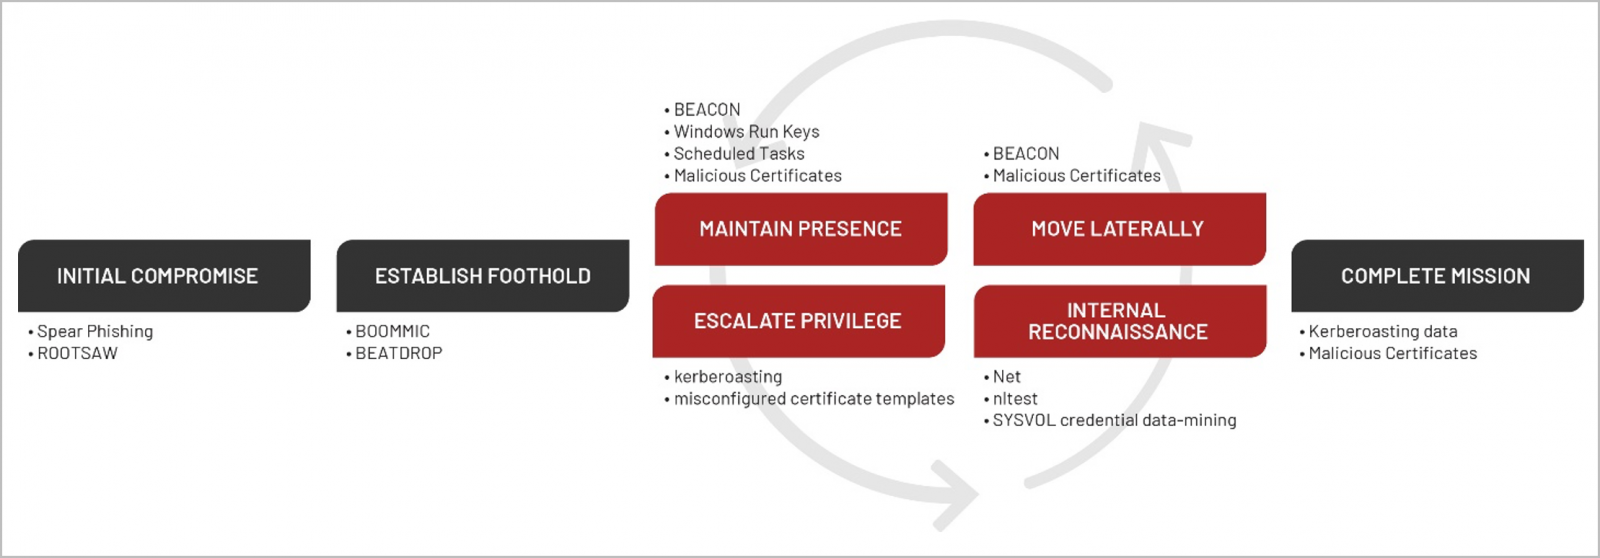 INITIAL COMPROMISE
• Spear Phishing
• ROOTSAW
ESTABLISH FOOTHOLD
• BOOMMIC
• BEATDROP
• BEACON
• Windows Run Keys
• Scheduled Tasks
• Malicious Certificates
MAINTAIN PRESENCE
ESCALATE PRIVILEGE
• kerberoasting
• misconfigured certificate templates
• BEACON
• Malicious Certificates
MOVE LATERALLY
INTERNAL
RECONNAISSANCE
• Net
• nltest
• SYSVOL credential data-mining
COMPLETE MISSION
• Kerberoasting data
• Malicious Certificates